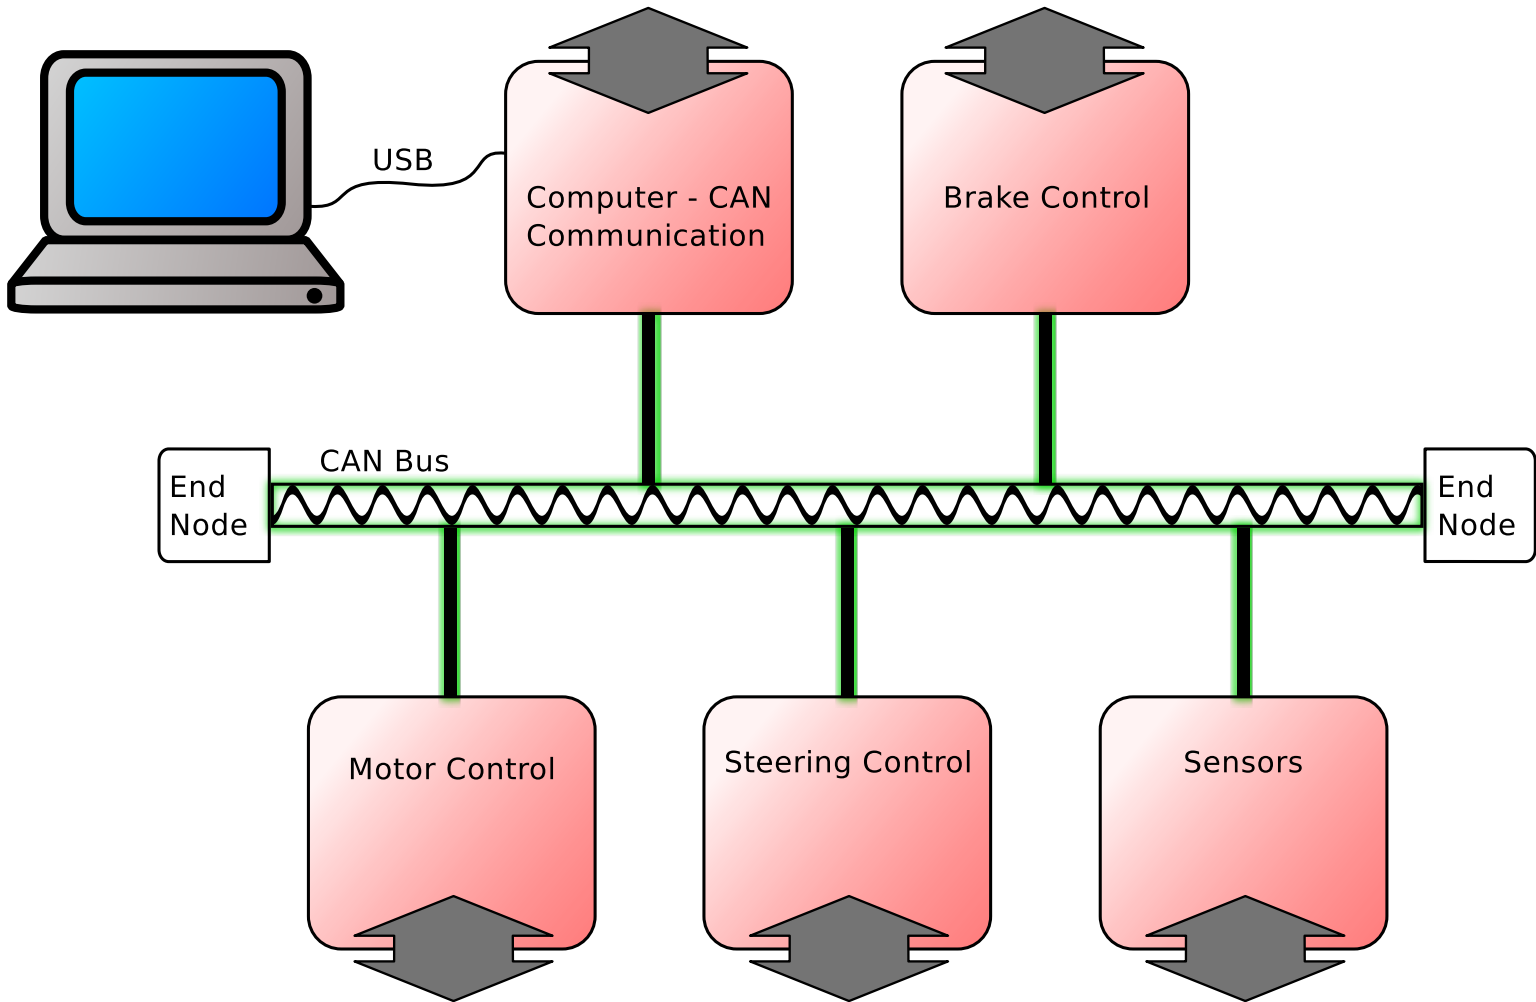 USB
Computer - CAN
Communication
Brake Control
CAN Bus
End
Node
End
Node
Motor Control
Steering Control
Sensors